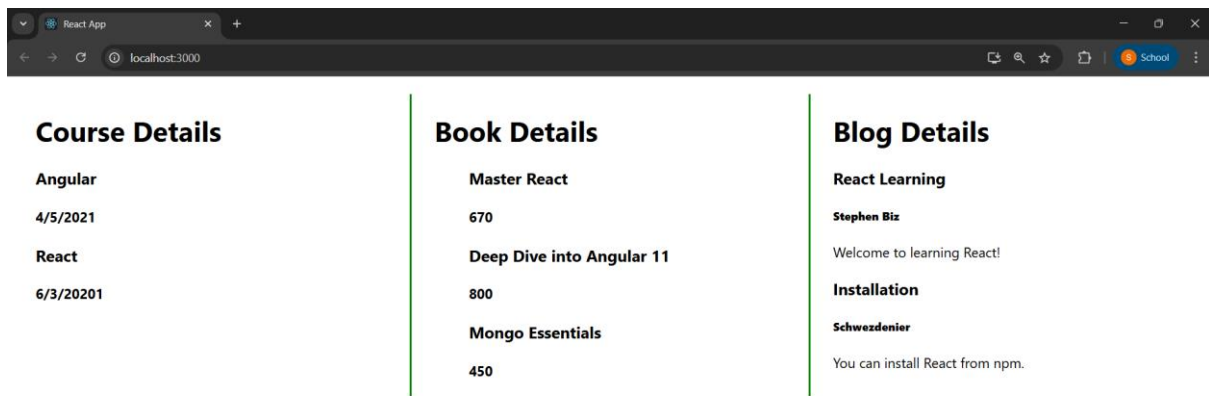 React App
localhost:3000
S School
Course Details
Angular
4/5/2021
React
6/3/20201
Book Details
Master React
670
Deep Dive into Angular 11
800
Mongo Essentials
450
Blog Details
React Learning
Stephen Biz
Welcome to learning React!
Installation
Schwezdenier
You can install React from npm.